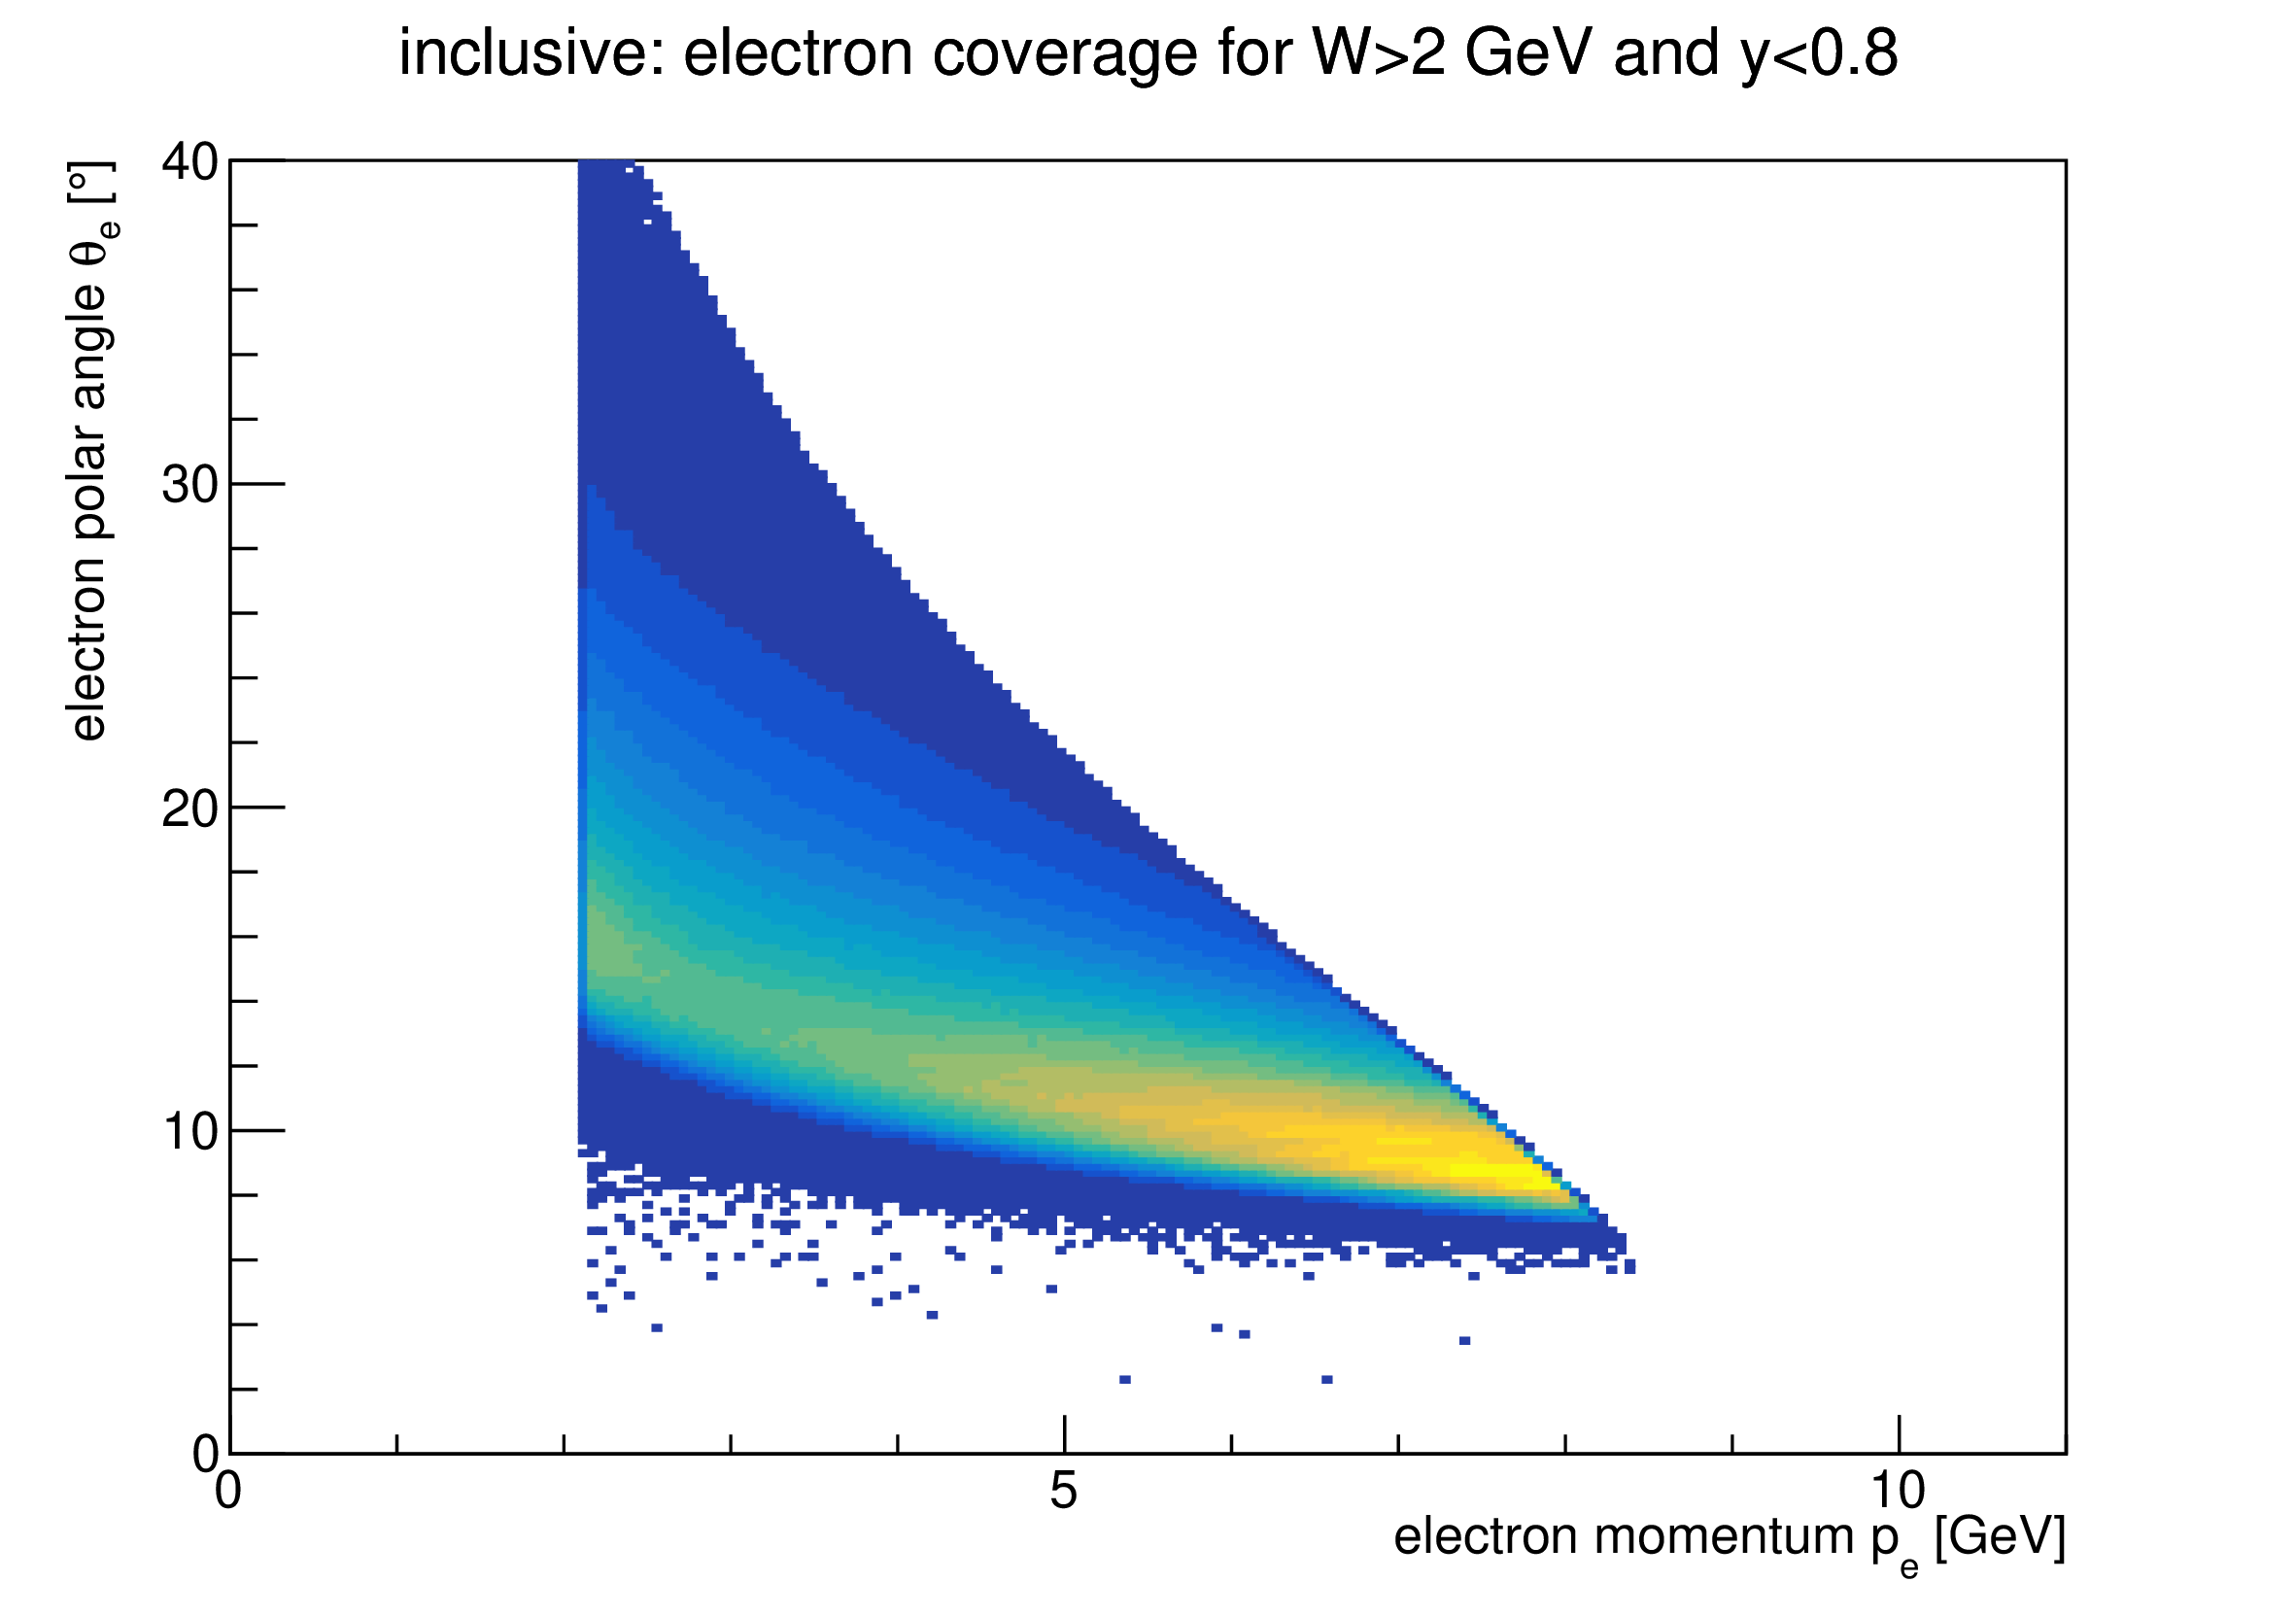 inclusive: electron coverage for W>2 GeV and y<0.8
electron polar angle θe [°]
40
30
20
10
0
0 5 10
electron momentum pe [GeV]